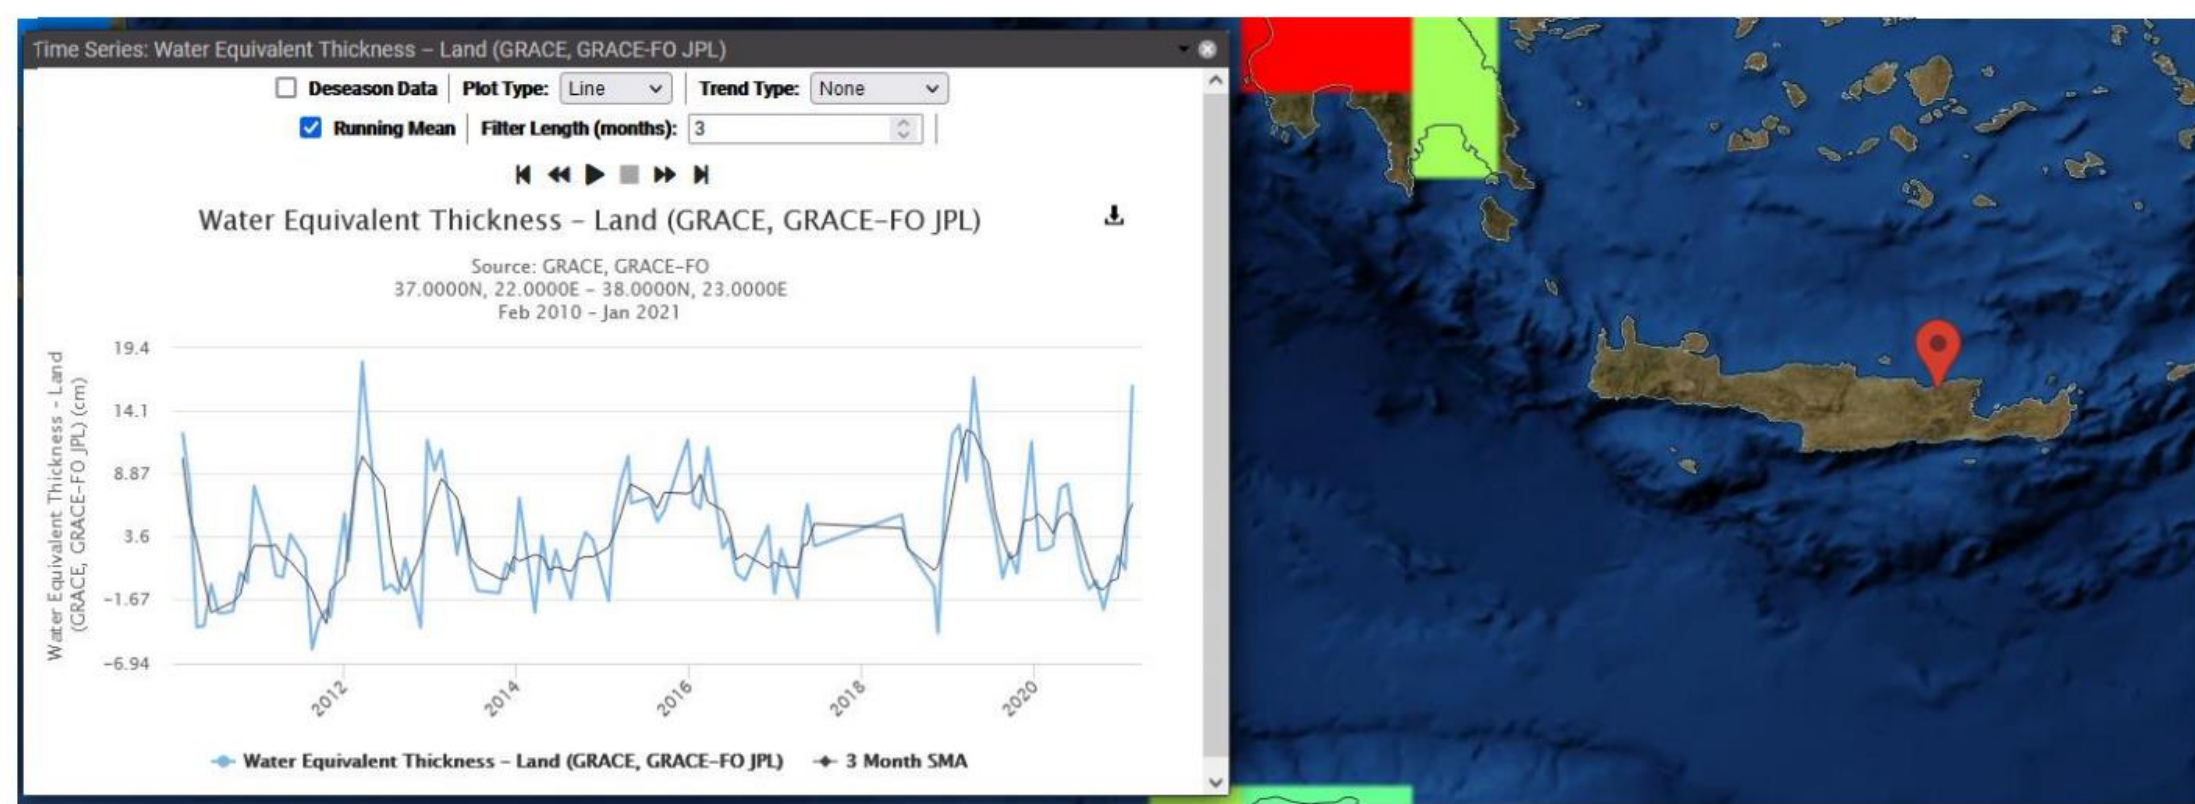 Time Series: Water Equivalent Thickness – Land (GRACE, GRACE-FO JPL)
Deseason Data Plot Type: Line Trend Type: None
Running Mean Filter Length (months): 3
Water Equivalent Thickness – Land (GRACE, GRACE-FO JPL)
Source: GRACE, GRACE-FO
37.0000N, 22.0000E – 38.0000N, 23.0000E
Feb 2010 – Jan 2021
Water Equivalent Thickness – Land
(GRACE, GRACE-FO JPL) (cm)
19.4
14.1
8.87
3.6
-1.67
-6.94
2012
2014
2016
2018
2020
Water Equivalent Thickness – Land (GRACE, GRACE-FO JPL) 3 Month SMA